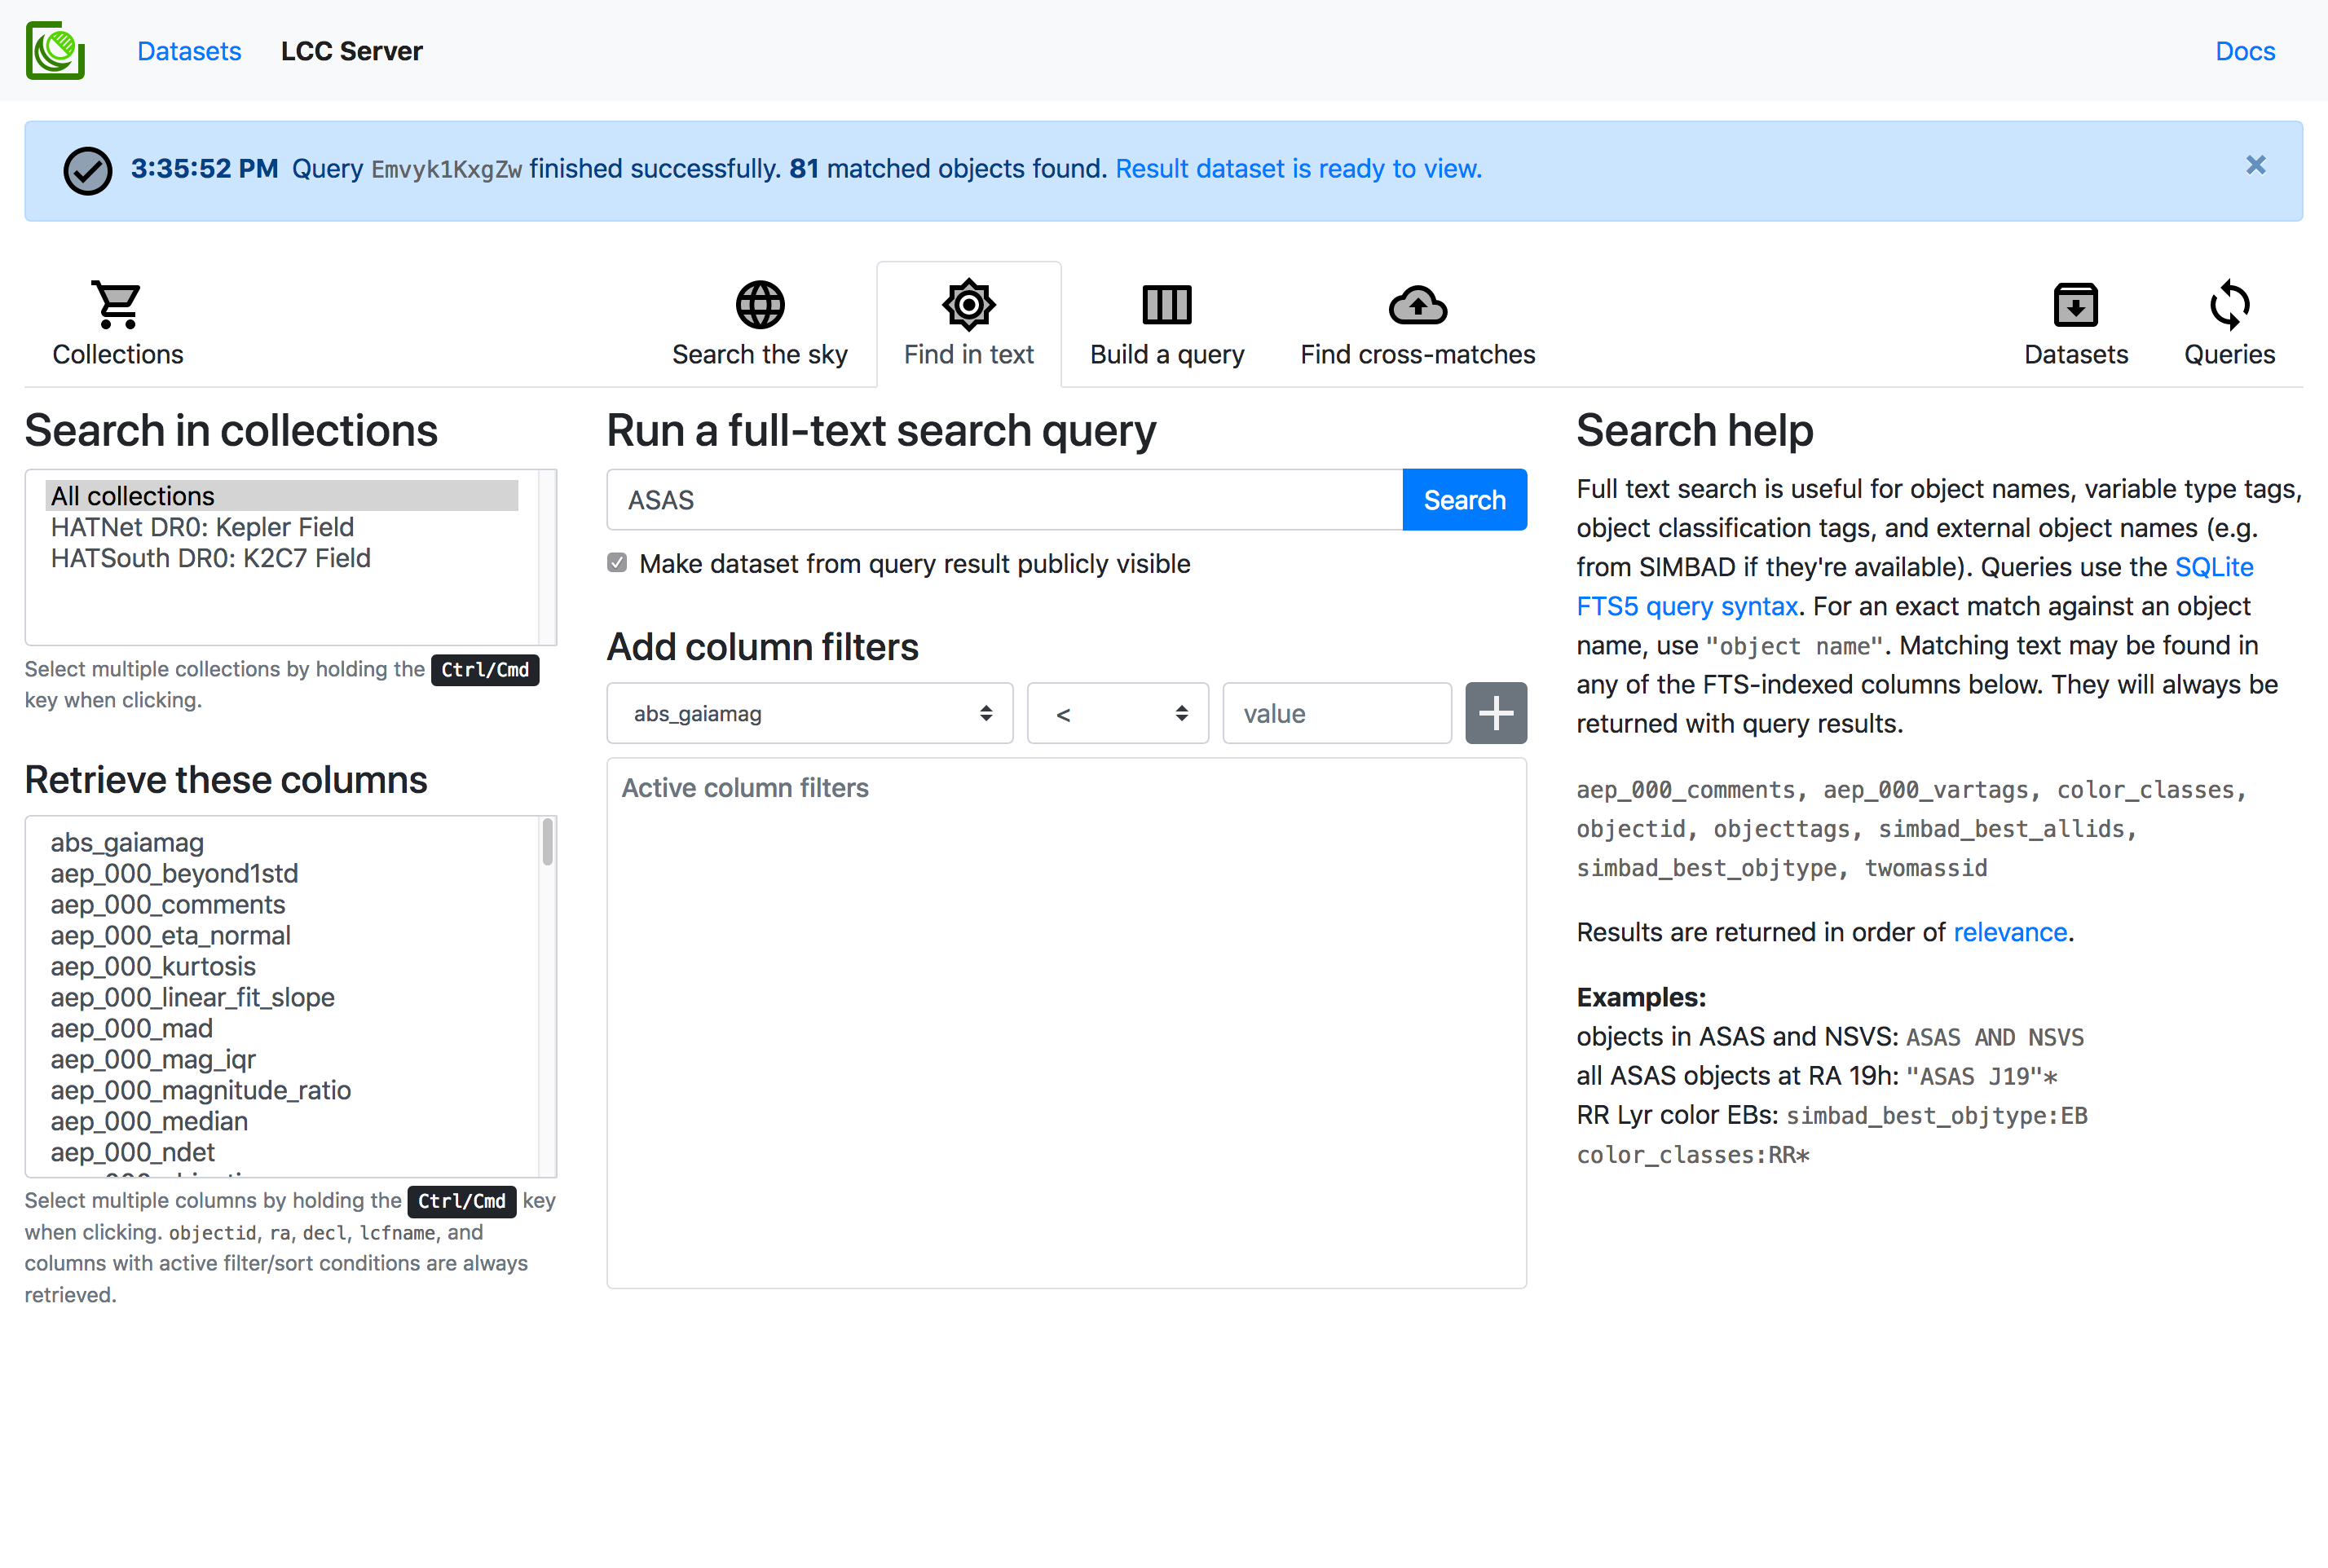 Datasets
LCC Server
Docs
3:35:52 PM Query Emvyk1KxgZw finished successfully. 81 matched objects found. Result dataset is ready to view.
×
Collections
Search the sky
Find in text
Build a query
Find cross-matches
Datasets
Queries
Search in collections
All collections
HATNet DR0: Kepler Field
HATSouth DR0: K2C7 Field
Select multiple collections by holding the Ctrl/Cmd
key when clicking.
Retrieve these columns
abs_gaiamag
aep_000_beyond1std
aep_000_comments
aep_000_eta_normal
aep_000_kurtosis
aep_000_linear_fit_slope
aep_000_mad
aep_000_mag_iqr
aep_000_magnitude_ratio
aep_000_median
aep_000_ndet
Select multiple columns by holding the Ctrl/Cmd key
when clicking. objectid, ra, decl, lcfname, and
columns with active filter/sort conditions are always
retrieved.
Run a full-text search query
ASAS
Search
Make dataset from query result publicly visible
Add column filters
abs_gaiamag
<
value
Active column filters
Search help
Full text search is useful for object names, variable type tags,
object classification tags, and external object names (e.g.
from SIMBAD if they're available). Queries use the SQLite
FTS5 query syntax. For an exact match against an object
name, use "object name". Matching text may be found in
any of the FTS-indexed columns below. They will always be
returned with query results.
aep_000_comments, aep_000_vartags, color_classes,
objectid, objecttags, simbad_best_allids,
simbad_best_objtype, twomassid
Results are returned in order of relevance.
Examples:
objects in ASAS and NSVS: ASAS AND NSVS
all ASAS objects at RA 19h: "ASAS J19"*
RR Lyr color EBs: simbad_best_objtype:EB
color_classes:RR*